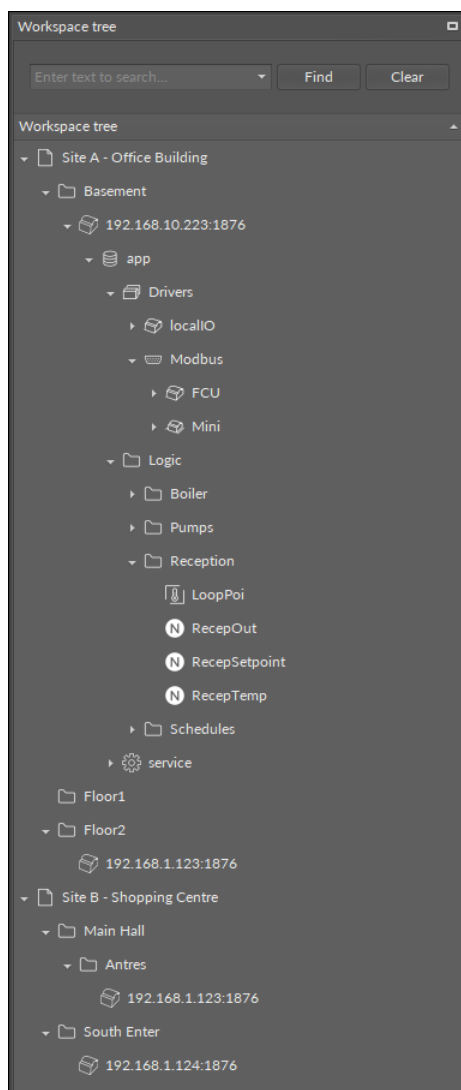 Workspace tree
Enter text to search...
Find
Clear
Workspace tree
Site A - Office Building
Basement
192.168.10.223:1876
app
Drivers
localIO
Modbus
FCU
Mini
Logic
Boiler
Pumps
Reception
LoopPoi
N RecepOut
N RecepSetpoint
N RecepTemp
Schedules
service
Floor1
Floor2
192.168.1.123:1876
Site B - Shopping Centre
Main Hall
Antres
192.168.1.123:1876
South Enter
192.168.1.124:1876